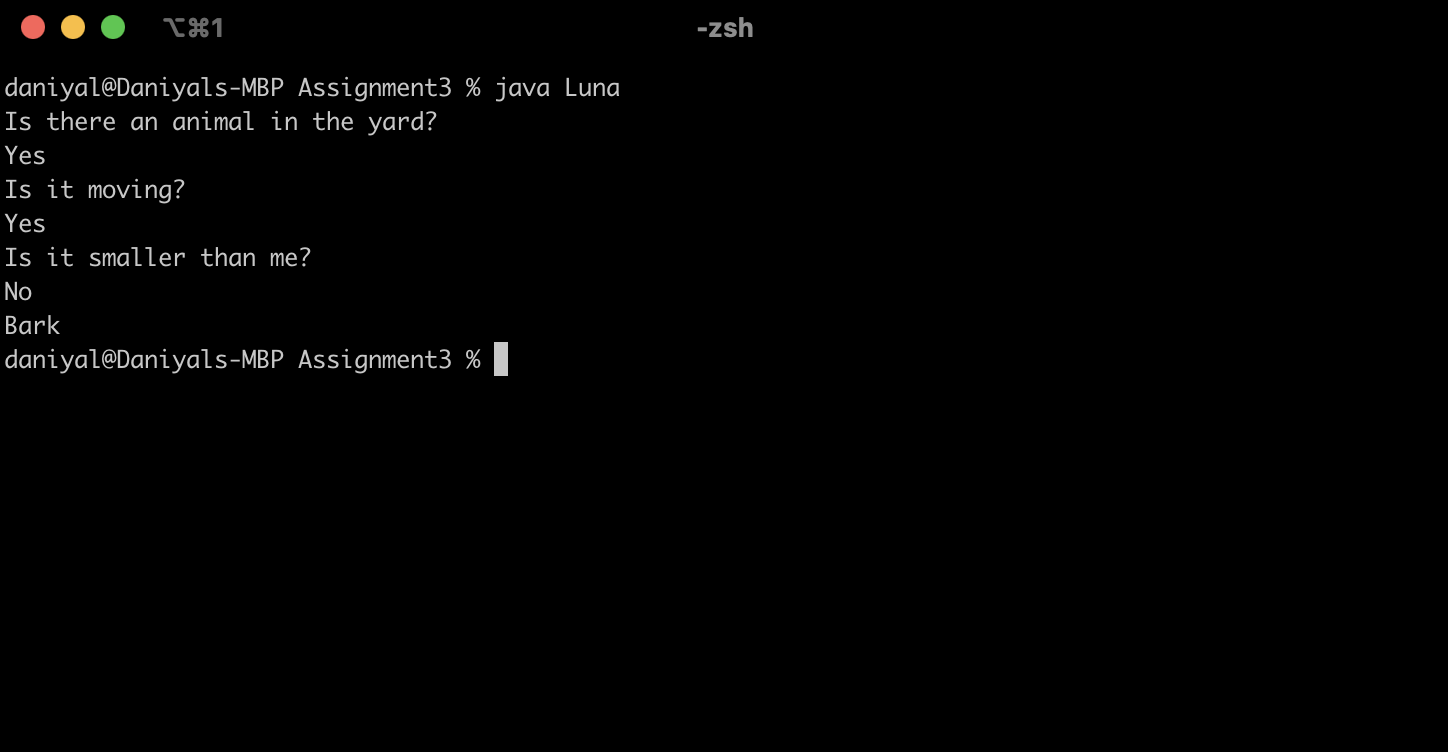 ⌥⌘1
-zsh
daniyal@Daniyals-MBP Assignment3 % java Luna
Is there an animal in the yard?
Yes
Is it moving?
Yes
Is it smaller than me?
No
Bark
daniyal@Daniyals-MBP Assignment3 %